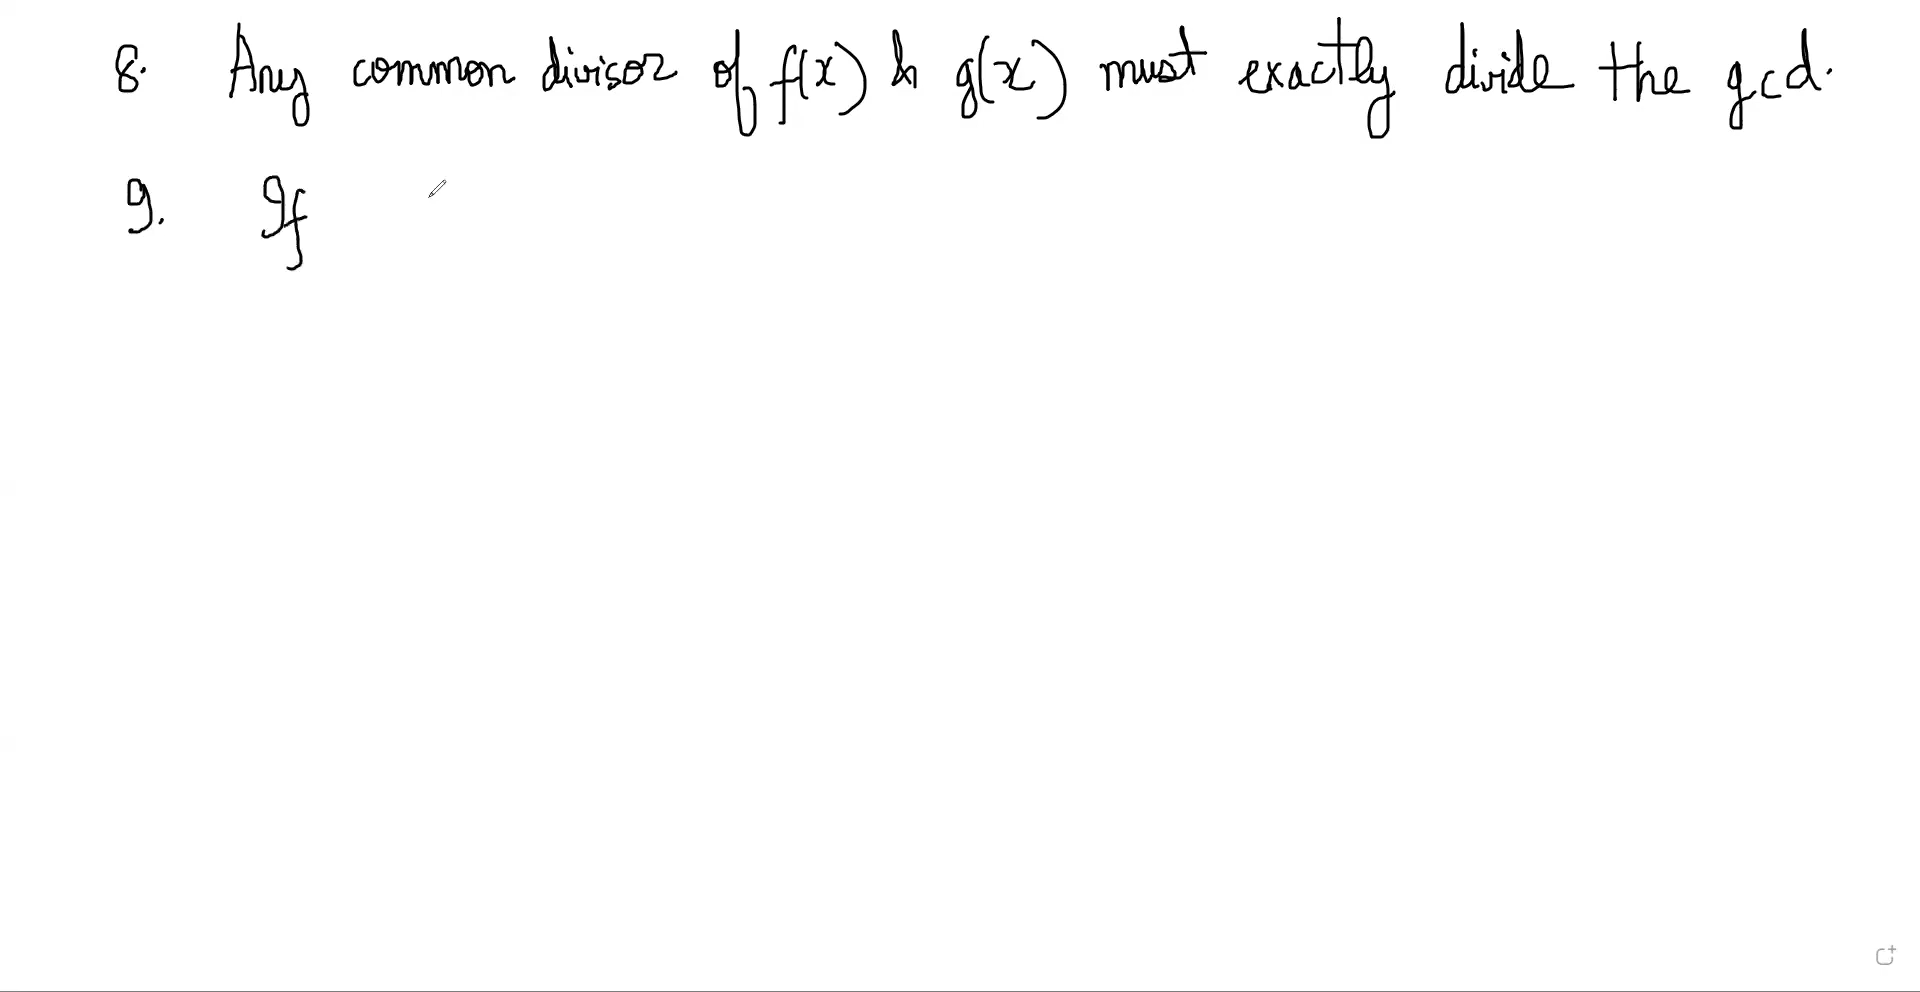 8. Any common divisor of f(x) & g(x) must exactly divide the gcd.
9. If